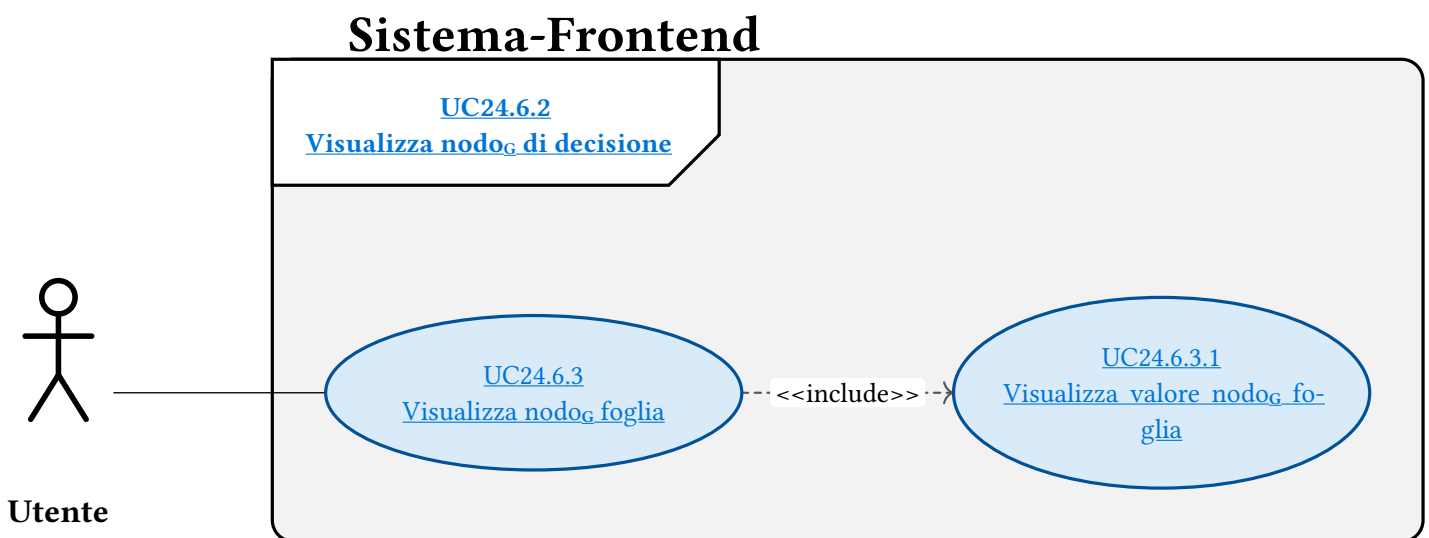 Sistema-Frontend
UC24.6.2
Visualizza nodoG di decisione
UC24.6.3
Visualizza nodoG foglia
<<include>>
UC24.6.3.1
Visualizza valore nodoG fo-
glia
Utente